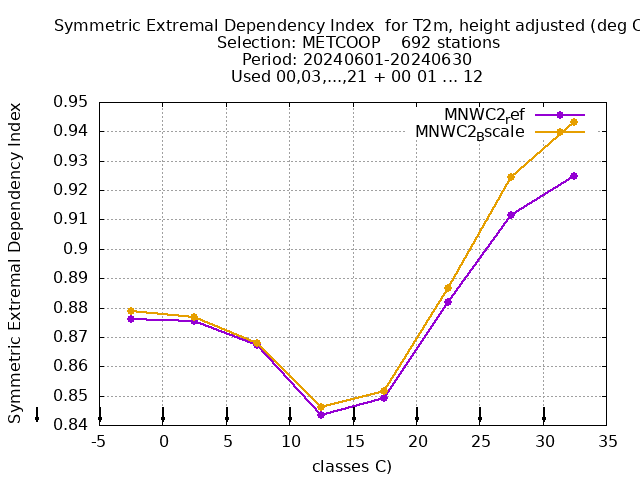 Symmetric Extremal Dependency Index for T2m, height adjusted (deg C
Selection: METCOOP 692 stations
Period: 20240601-20240630
Used 00,03,...,21 + 00 01 ... 12
MNWC2ref
MNWC2Bscale
Symmetric Extremal Dependency Index
0.95
0.94
0.93
0.92
0.91
0.9
0.89
0.88
0.87
0.86
0.85
0.84
-5 0 5 10 15 20 25 30 35
classes C)